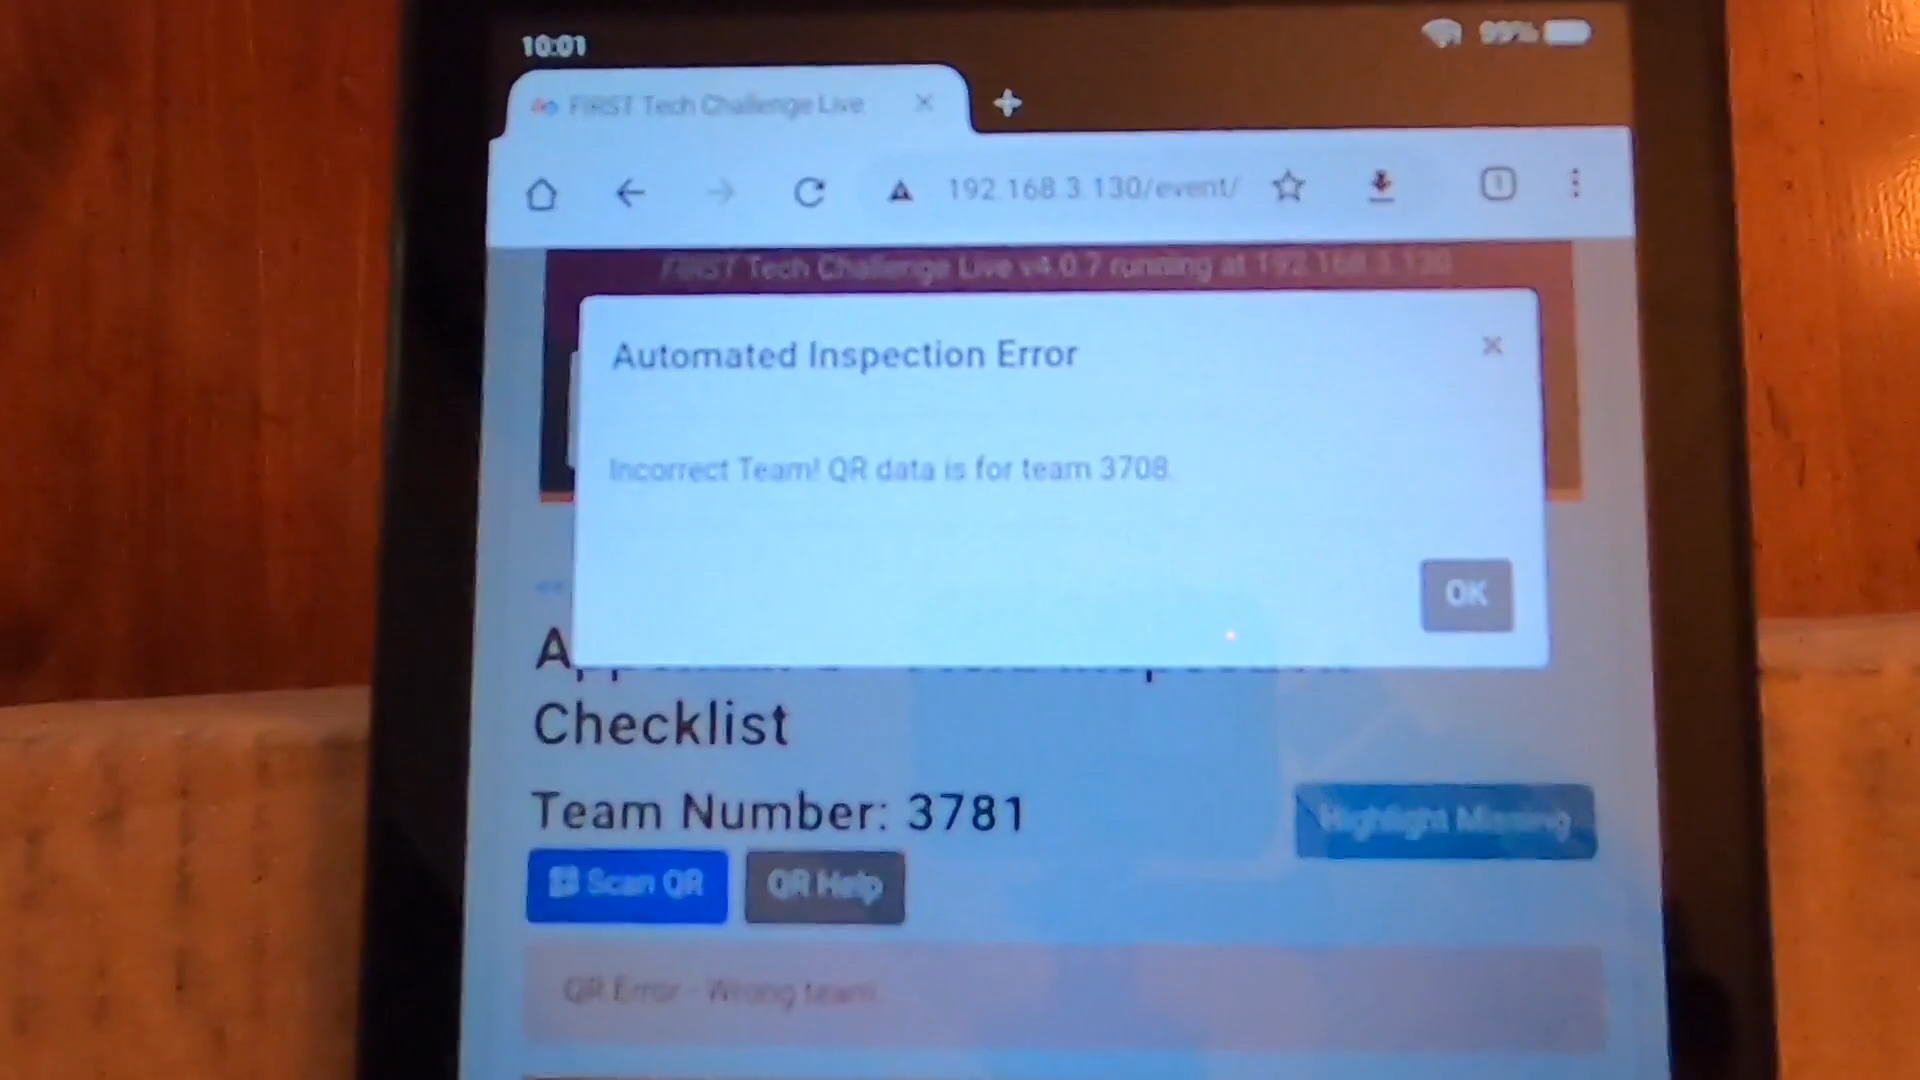 10:01
99%
FIRST Tech Challenge Live
192.168.3.130/event/
FIRST Tech Challenge Live v4.0.7 running at 192.168.3.130
Automated Inspection Error
Incorrect Team! QR data is for team 3708.
OK
Checklist
Team Number: 3781
Highlight Missing
Scan QR
QR Help
QR Error - Wrong team!